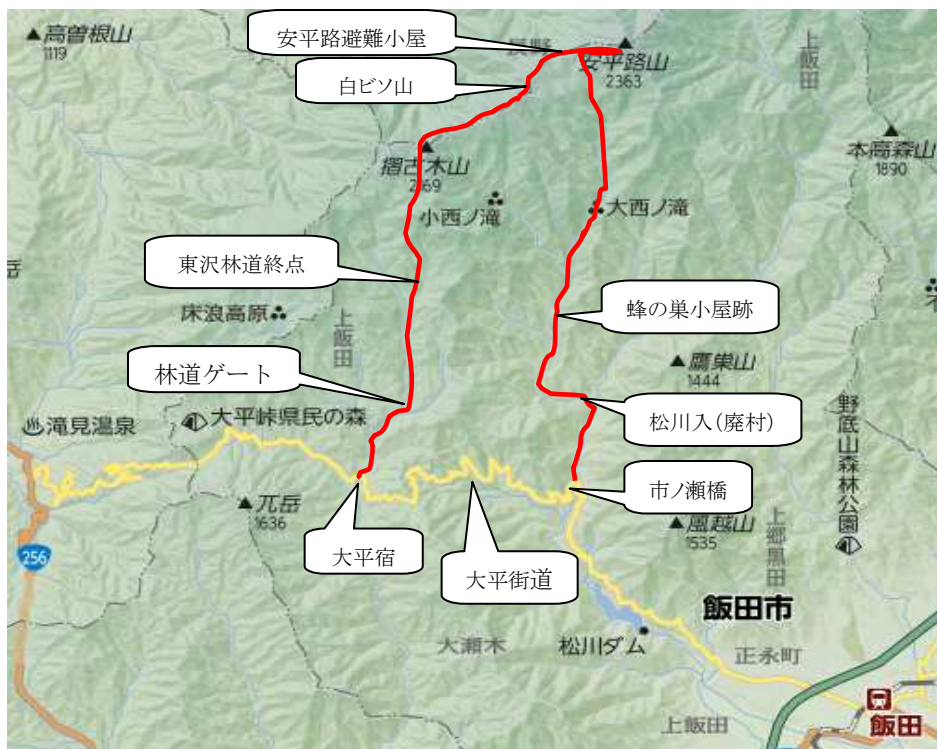 高曽根山
1119
安平路避難小屋
長野
安平路山
2363
上飯田
白ビソ山
本高森山
1890
摺古木山
2169
小西ノ滝
大西ノ滝
東沢林道終点
床浪高原
上飯田
蜂の巣小屋跡
鷹巣山
1444
林道ゲート
滝見温泉
大平峠県民の森
松川入(廃村)
野底山森林公園
市ノ瀬橋
兀岳
1636
風越山
1535
上郷黒田
256
大平宿
大平街道
飯田市
大瀬木
松川ダム
正永町
上飯田
飯田